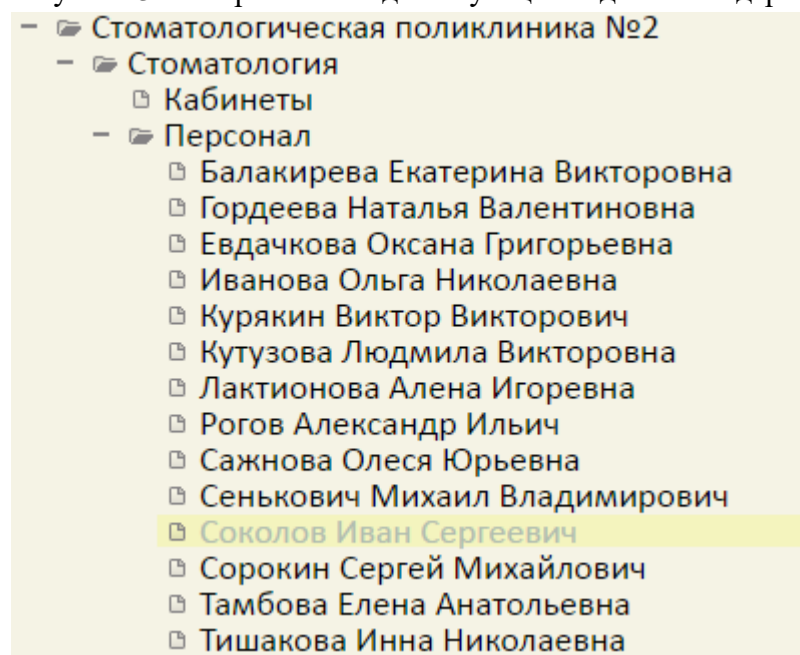 Стоматологическая поликлиника №2
Стоматология
Кабинеты
Персонал
Балакирева Екатерина Викторовна
Гордеева Наталья Валентиновна
Евдачкова Оксана Григорьевна
Иванова Ольга Николаевна
Курякин Виктор Викторович
Кутузова Людмила Викторовна
Лактионова Алена Игоревна
Рогов Александр Ильич
Сажнова Олеся Юрьевна
Сенькович Михаил Владимирович
Соколов Иван Сергеевич
Сорокин Сергей Михайлович
Тамбова Елена Анатольевна
Тишакова Инна Николаевна